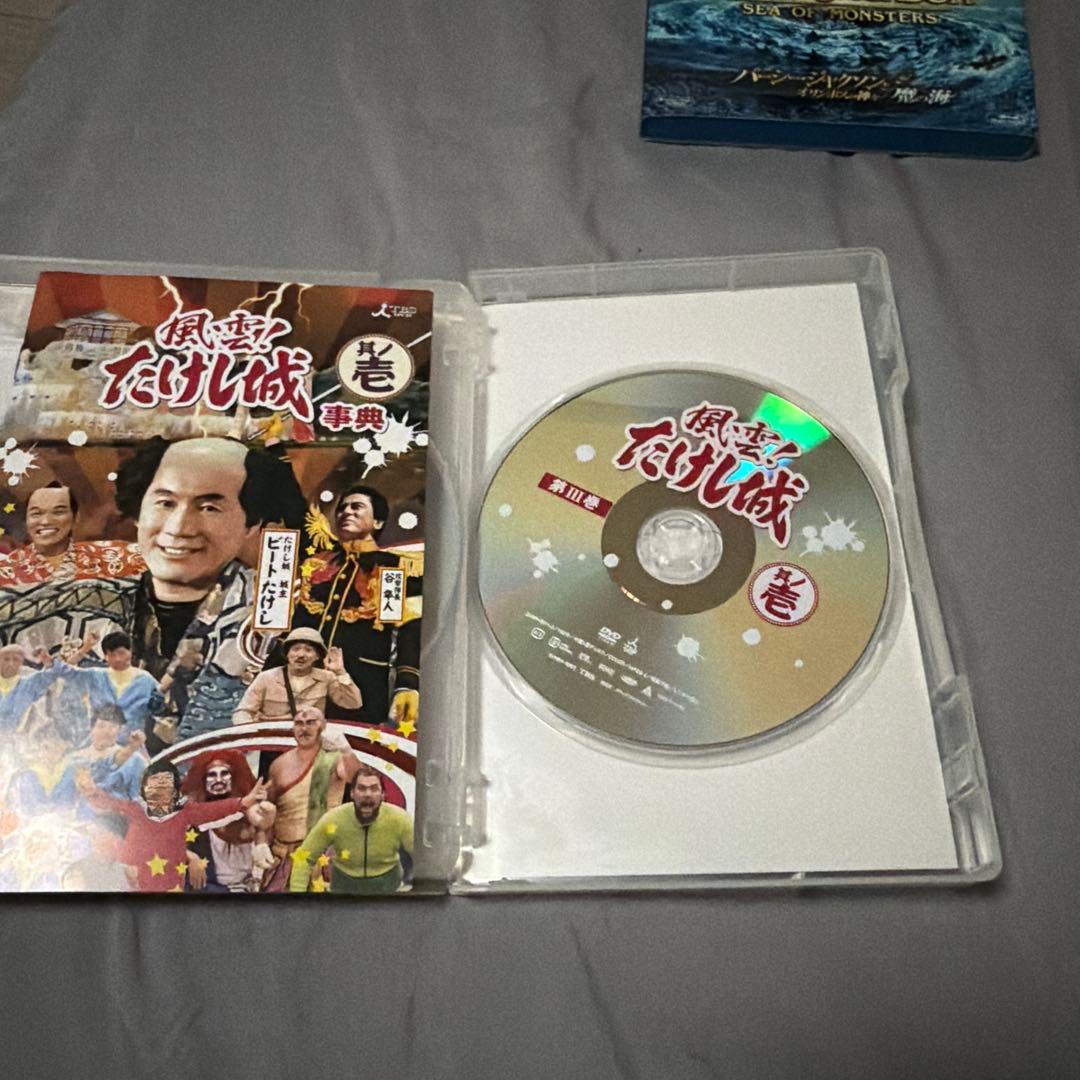 SEA OF MONSTERS
パーシー・ジャクソンと
オリンポスの神々 魔の海
TBS
風雲!!
たけし城
其ノ
壱
事典
たけし城 城主
ビートたけし
攻撃隊長
谷 隼人
風雲!
たけし城
第III巻
其ノ
壱
DVD
TBS